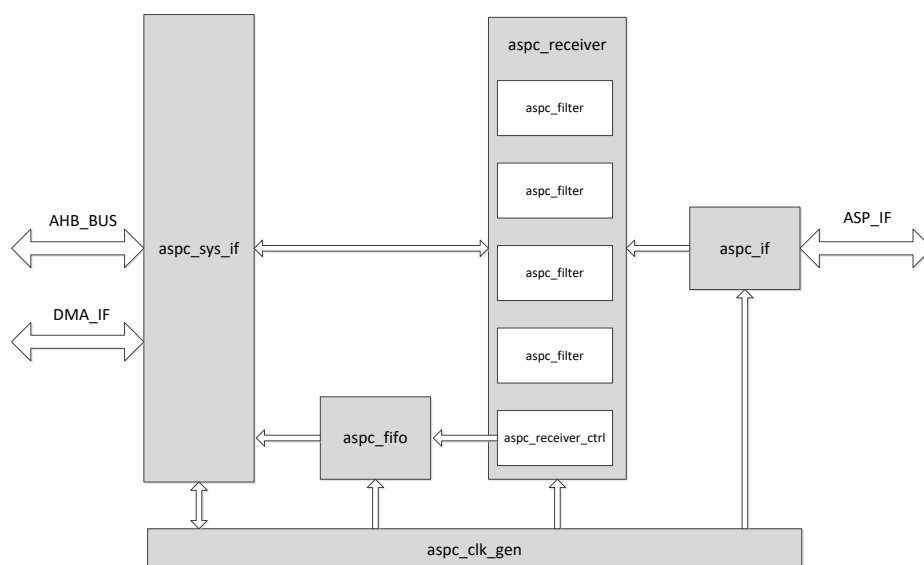 aspc_receiver
aspc_filter
aspc_filter
AHB_BUS
ASP_IF
aspc_sys_if
aspc_if
aspc_filter
DMA_IF
aspc_filter
aspc_fifo
aspc_receiver_ctrl
aspc_clk_gen